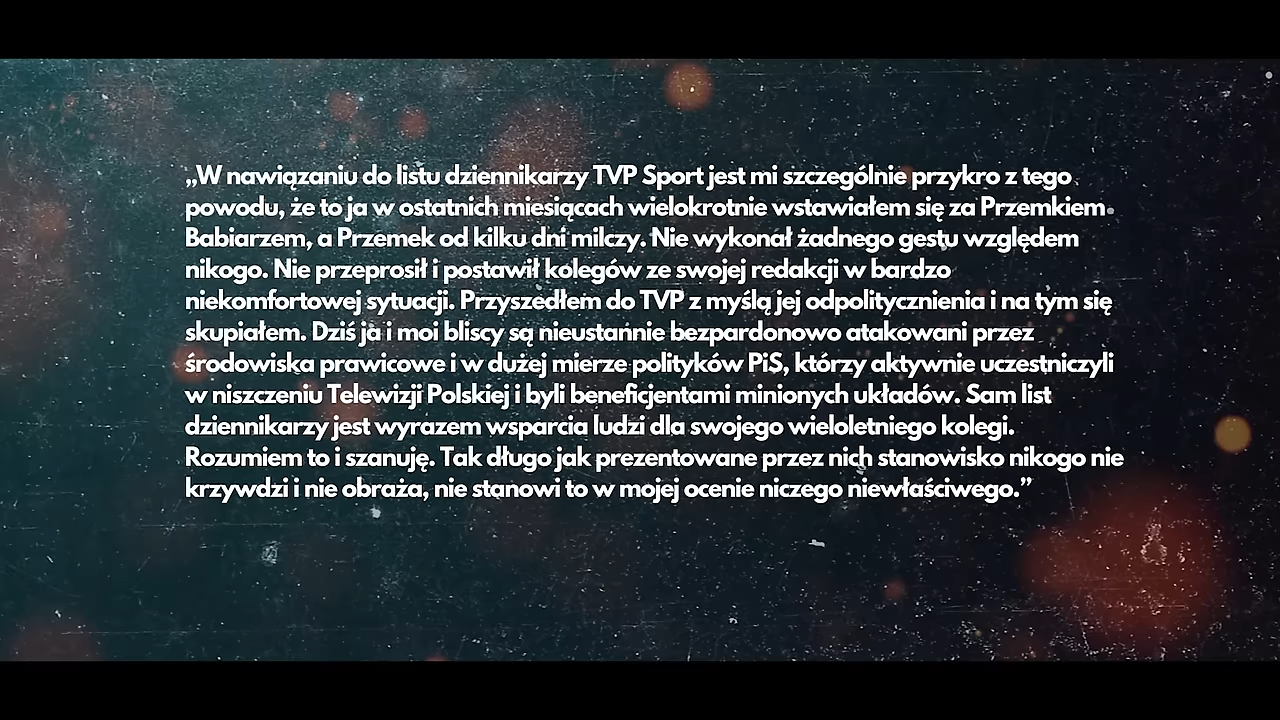 „W nawiązaniu do listu dziennikarzy TVP Sport jest mi szczególnie przykro z tego
powodu, że to ja w ostatnich miesiącach wielokrotnie wstawiałem się za Przemkiem
Babiarzem, a Przemek od kilku dni milczy. Nie wykonał żadnego gestu względem
nikogo. Nie przeprosił i postawił kolegów ze swojej redakcji w bardzo
niekomfortowej sytuacji. Przyszedłem do TVP z myślą jej odpolitycznienia i na tym się
skupiałem. Dziś ja i moi bliscy są nieustannie bezpardonowo atakowani przez
środowiska prawicowe i w dużej mierze polityków PiS, którzy aktywnie uczestniczyli
w niszczeniu Telewizji Polskiej i byli beneficjentami minionych układów. Sam list
dziennikarzy jest wyrazem wsparcia ludzi dla swojego wieloletniego kolegi.
Rozumiem to i szanuję. Tak długo jak prezentowane przez nich stanowisko nikogo nie
krzywdzi i nie obraża, nie stanowi to w mojej ocenie niczego niewłaściwego.”